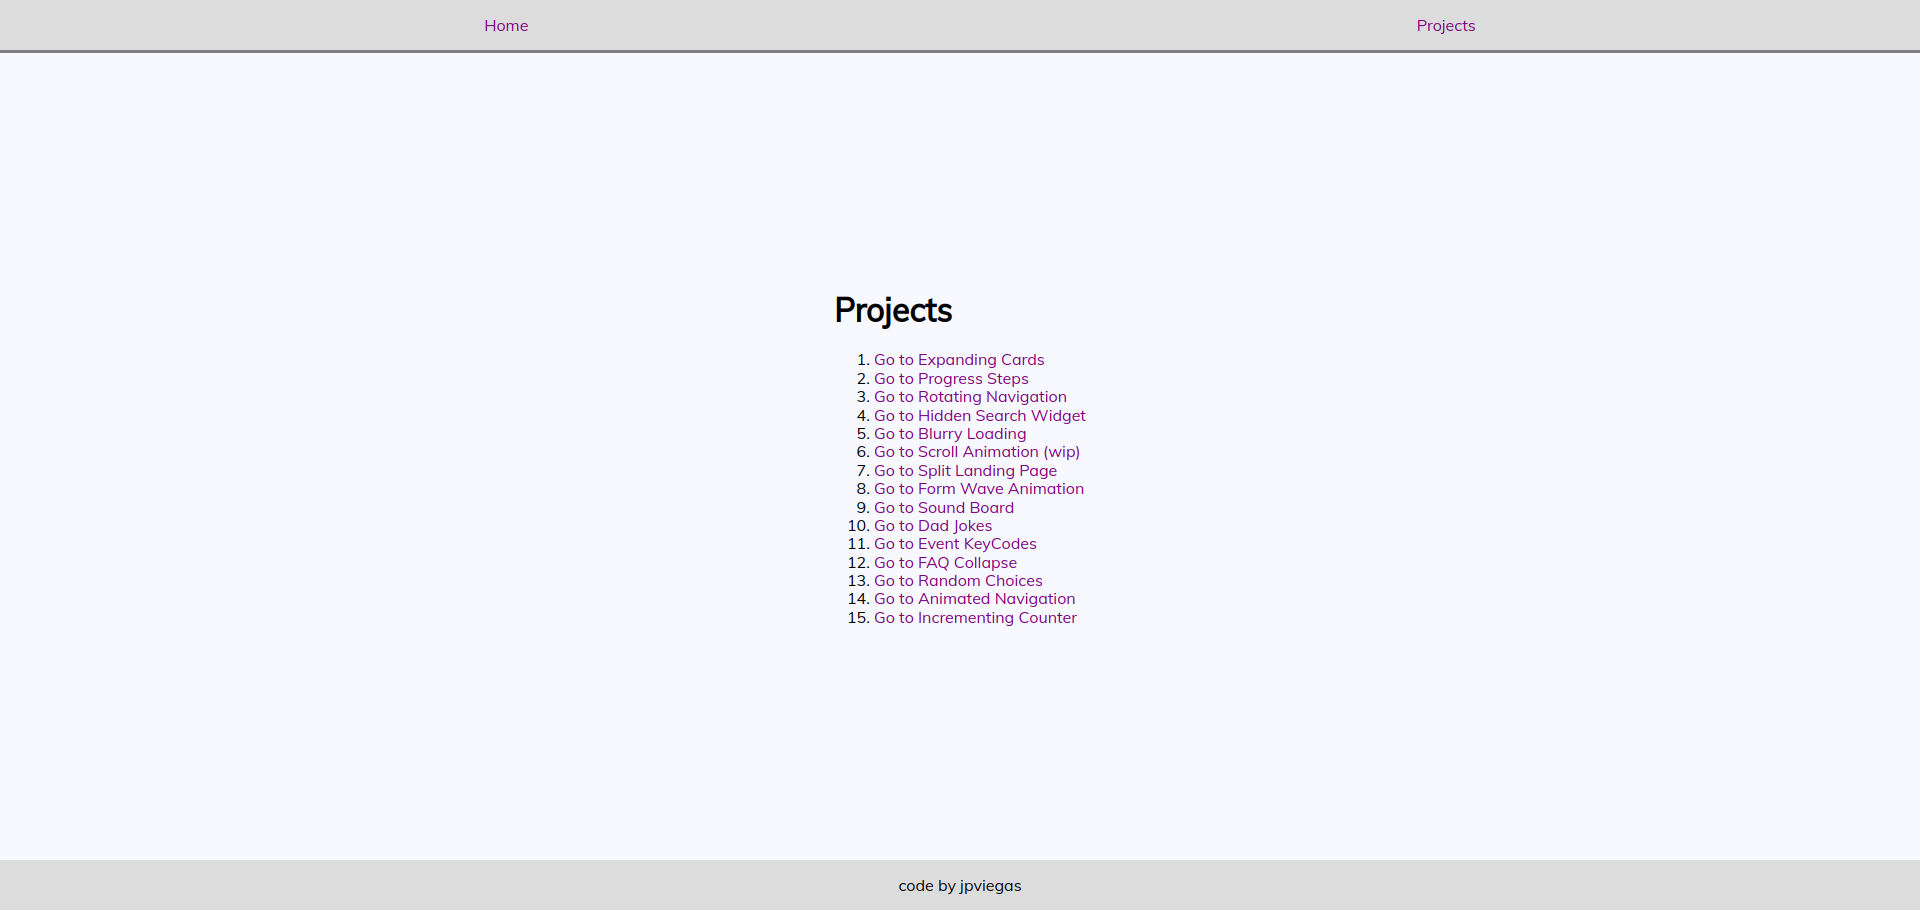 Home Projects
Projects
1. Go to Expanding Cards
2. Go to Progress Steps
3. Go to Rotating Navigation
4. Go to Hidden Search Widget
5. Go to Blurry Loading
6. Go to Scroll Animation (wip)
7. Go to Split Landing Page
8. Go to Form Wave Animation
9. Go to Sound Board
10. Go to Dad Jokes
11. Go to Event KeyCodes
12. Go to FAQ Collapse
13. Go to Random Choices
14. Go to Animated Navigation
15. Go to Incrementing Counter
code by jpviegas